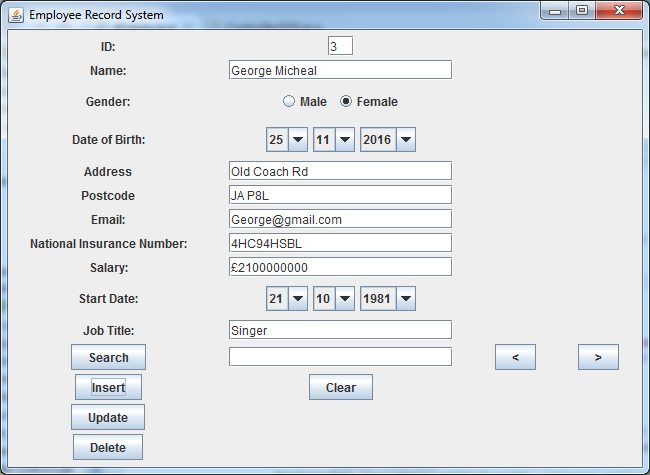 Employee Record System
ID: 3
Name: George Micheal
Gender: Male Female
Date of Birth: 25 11 2016
Address Old Coach Rd
Postcode JA P8L
Email: George@gmail.com
National Insurance Number: 4HC94HSBL
Salary: £2100000000
Start Date: 21 10 1981
Job Title: Singer
Search < >
Insert Clear
Update
Delete